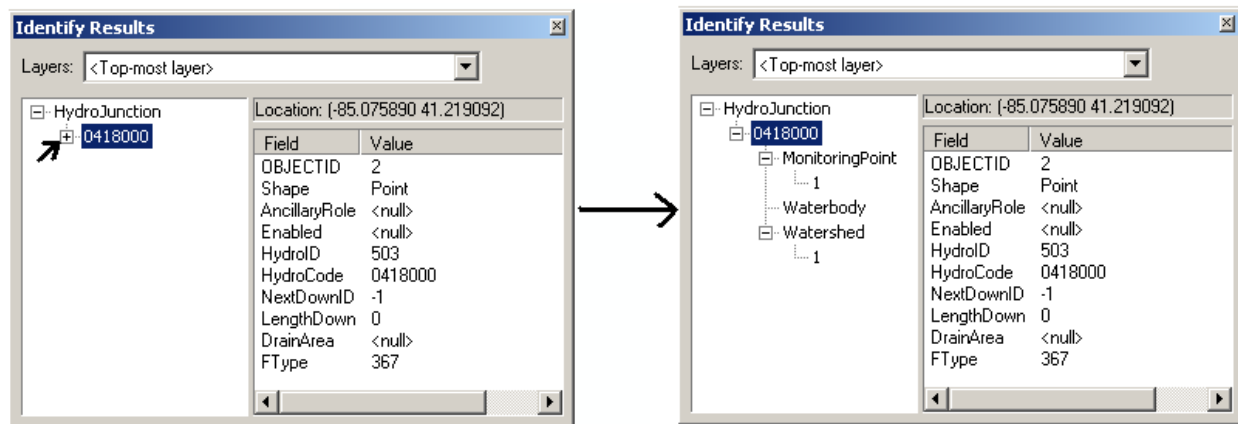 Identify Results
Layers: <Top-most layer>
HydroJunction
0418000
Location: (-85.075890 41.219092)
Field Value
OBJECTID 2
Shape Point
AncillaryRole <null>
Enabled <null>
HydroID 503
HydroCode 0418000
NextDownID -1
LengthDown 0
DrainArea <null>
FType 367
Identify Results
Layers: <Top-most layer>
HydroJunction
0418000
MonitoringPoint
1
Waterbody
Watershed
1
Location: (-85.075890 41.219092)
Field Value
OBJECTID 2
Shape Point
AncillaryRole <null>
Enabled <null>
HydroID 503
HydroCode 0418000
NextDownID -1
LengthDown 0
DrainArea <null>
FType 367